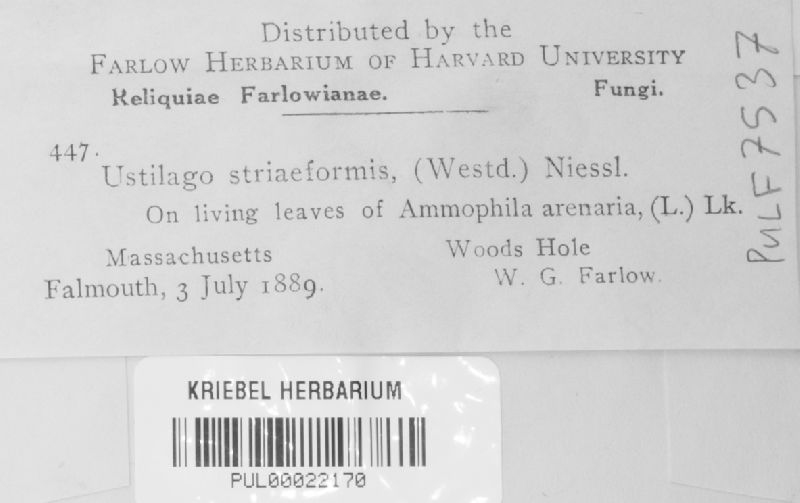 Distributed by the
FARLOW HERBARIUM OF HARVARD UNIVERSITY
Reliquiae Farlowianae. Fungi.
447.
Ustilago striaeformis, (Westd.) Niessl.
On living leaves of Ammophila arenaria, (L.) Lk.
Massachusetts Woods Hole
Falmouth, 3 July 1889. W. G. Farlow.
PULF7537
KRIEBEL HERBARIUM
PUL00022170